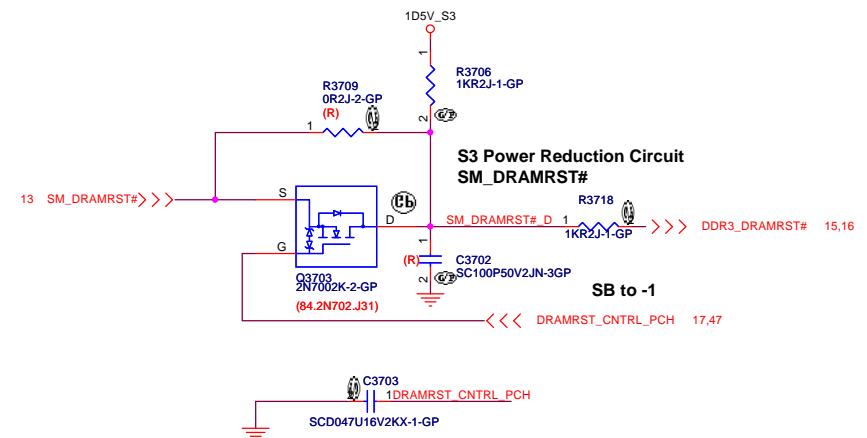 1D5V_S3
1
R3706
1KR2J-1-GP
2
R3709
0R2J-2-GP
(R)
1
S3 Power Reduction Circuit
SM_DRAMRST#
13 SM_DRAMRST#
S
D
G
Q3703
2N7002K-2-GP
(84.2N702.J31)
SM_DRAMRST#_D
R3718
1
1KR2J-1-GP
DDR3_DRAMRST# 15,16
1
(R)
C3702
SC100P50V2JN-3GP
2
SB to -1
DRAMRST_CNTRL_PCH 17,47
C3703
1
DRAMRST_CNTRL_PCH
SCD047U16V2KX-1-GP